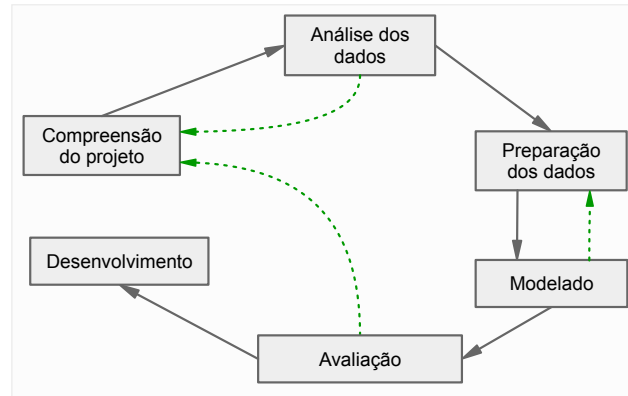 Análise dos
dados
Compreensão
do projeto
Preparação
dos dados
Desenvolvimento
Modelado
Avaliação